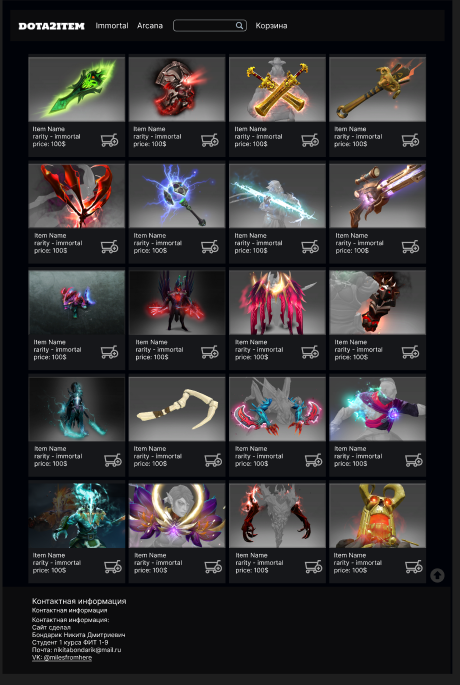 DOTA2ITEM Immortal Arcana Корзина
Item Name
rarity - immortal
price: 100$
Item Name
rarity - immortal
price: 100$
Item Name
rarity - immortal
price: 100$
Item Name
rarity - immortal
price: 100$
Item Name
rarity - immortal
price: 100$
Item Name
rarity - immortal
price: 100$
Item Name
rarity - immortal
price: 100$
Item Name
rarity - immortal
price: 100$
Item Name
rarity - immortal
price: 100$
Item Name
rarity - immortal
price: 100$
Item Name
rarity - immortal
price: 100$
Item Name
rarity - immortal
price: 100$
Item Name
rarity - immortal
price: 100$
Item Name
rarity - immortal
price: 100$
Item Name
rarity - immortal
price: 100$
Item Name
rarity - immortal
price: 100$
Item Name
rarity - immortal
price: 100$
Item Name
rarity - immortal
price: 100$
Item Name
rarity - immortal
price: 100$
Item Name
rarity - immortal
price: 100$
Контактная информация
Контактная информация
Контактная информация:
Сайт сделал
Бондарик Никита Дмитриевич
Студент 1 курса ФИТ 1-9
Почта: nikitabondarik@mail.ru
VK: @milesfromhere